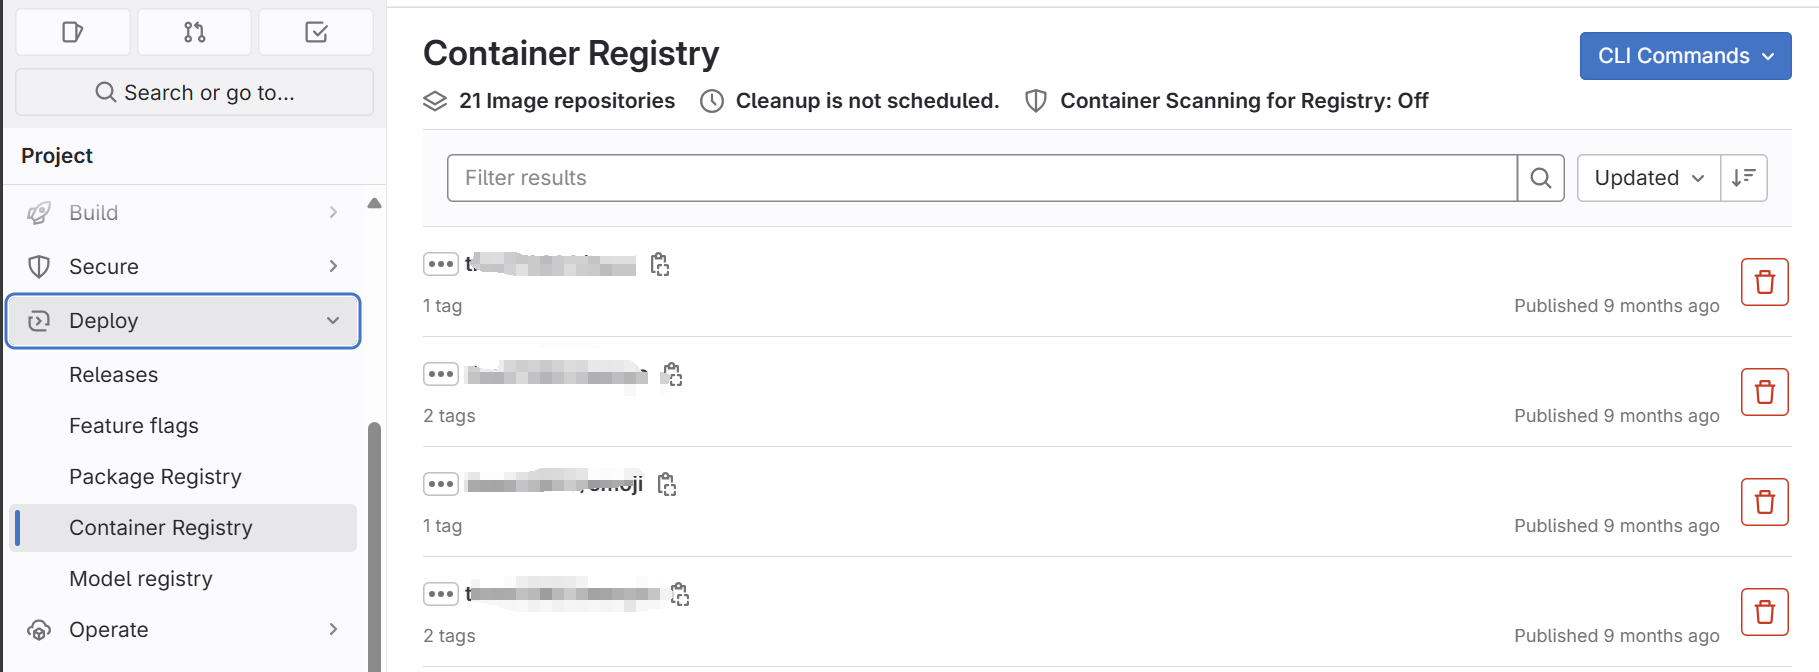 Search or go to...
Project
Build
Secure
Deploy
Releases
Feature flags
Package Registry
Container Registry
Model registry
Operate
Container Registry
CLI Commands
21 Image repositories
Cleanup is not scheduled.
Container Scanning for Registry: Off
Filter results
Updated
1 tag
Published 9 months ago
2 tags
Published 9 months ago
1 tag
Published 9 months ago
2 tags
Published 9 months ago